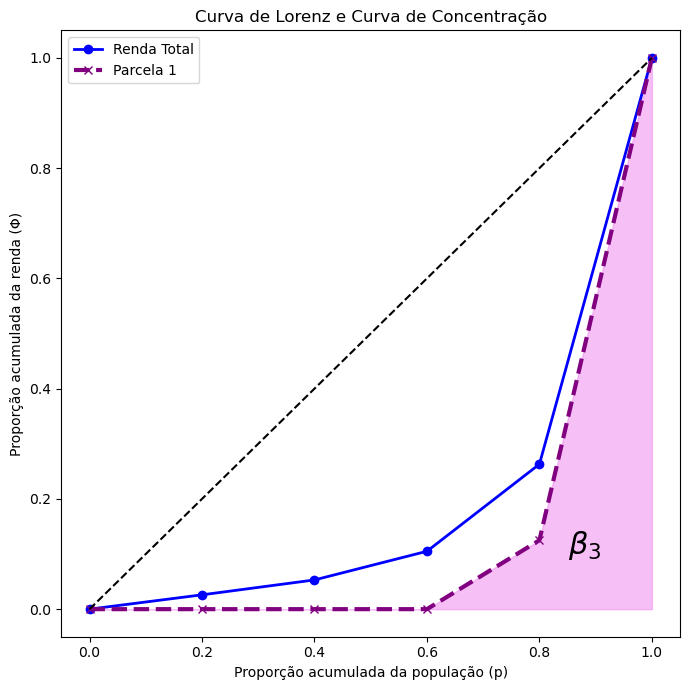 Curva de Lorenz e Curva de Concentração
Renda Total
Parcela 1
Proporção acumulada da renda (Φ)
1.0
0.8
0.6
0.4
0.2
0.0
β3
0.0 0.2 0.4 0.6 0.8 1.0
Proporção acumulada da população (p)